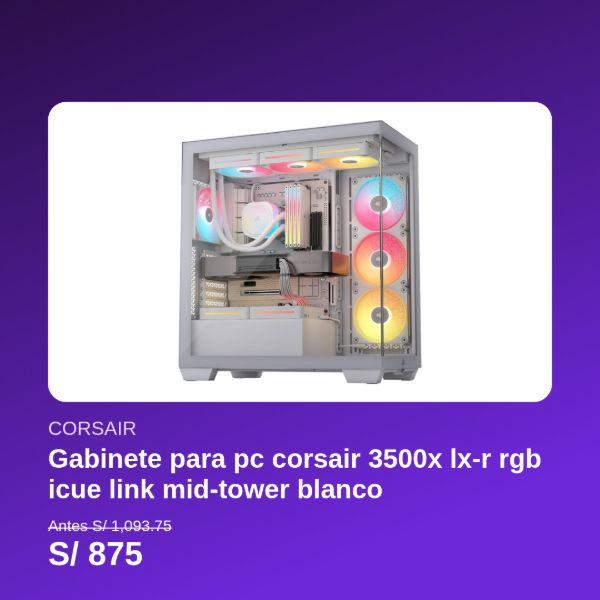 CORSAIR
Gabinete para pc corsair 3500x lx-r rgb
icue link mid-tower blanco
Antes S/ 1,093.75
S/ 875